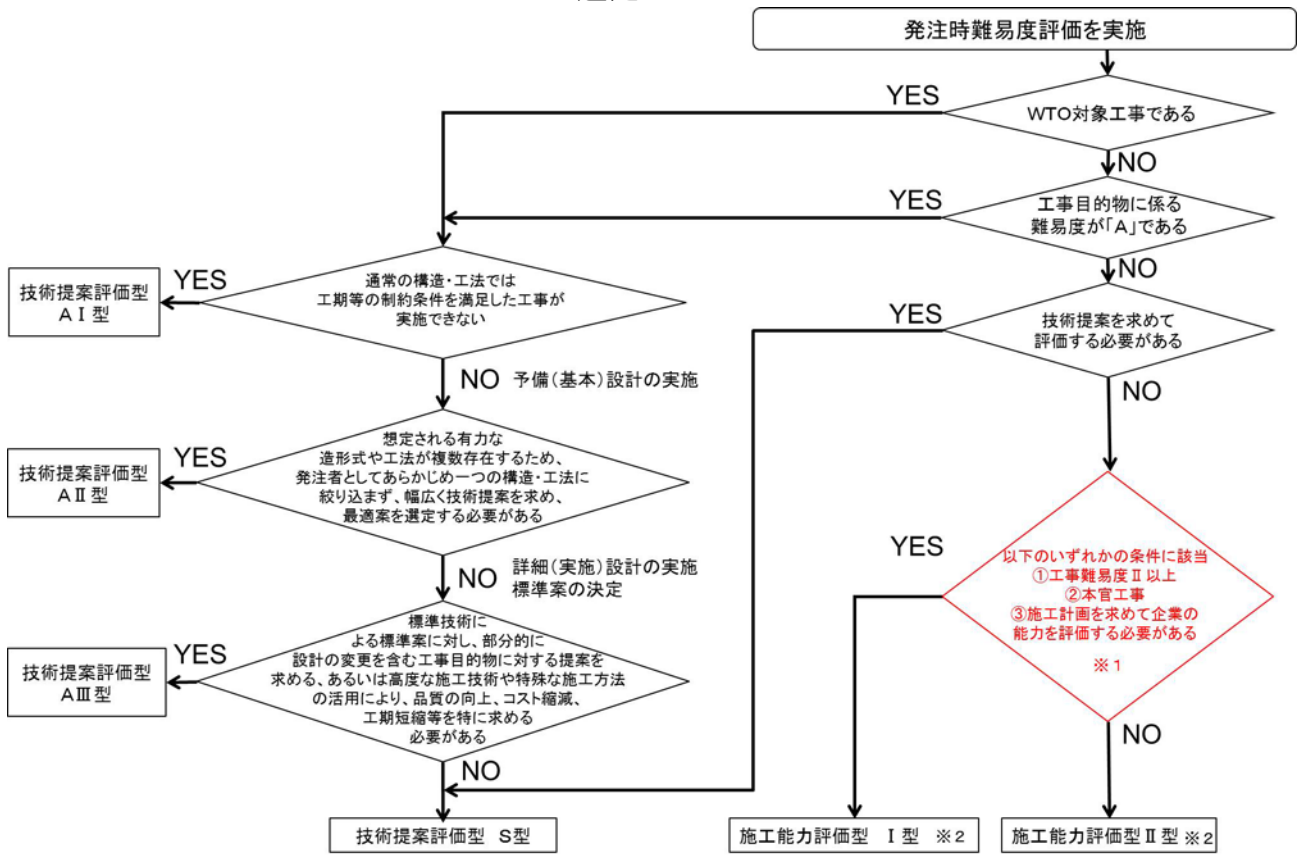 発注時難易度評価を実施
WTO対象工事である
YES
NO
工事目的物に係る
難易度が「A」である
YES
NO
技術提案を求めて
評価する必要がある
YES
NO
通常の構造・工法では
工期等の制約条件を満足した工事が
実施できない
YES
技術提案評価型
AⅠ型
NO 予備(基本)設計の実施
想定される有力な
造形式や工法が複数存在するため、
発注者としてあらかじめ一つの構造・工法に
絞り込まず、幅広く技術提案を求め、
最適案を選定する必要がある
YES
技術提案評価型
AⅡ型
NO 詳細(実施)設計の実施
標準案の決定
標準技術に
よる標準案に対し、部分的に
設計の変更を含む工事目的物に対する提案を
求める、あるいは高度な施工技術や特殊な施工方法
の活用により、品質の向上、コスト縮減、
工期短縮等を特に求める
必要がある
YES
技術提案評価型
AⅢ型
NO
以下のいずれかの条件に該当
①工事難易度Ⅱ以上
②本官工事
③施工計画を求めて企業の
能力を評価する必要がある
※1
YES
NO
技術提案評価型 S型
施工能力評価型 Ⅰ型 ※2
施工能力評価型Ⅱ型 ※2